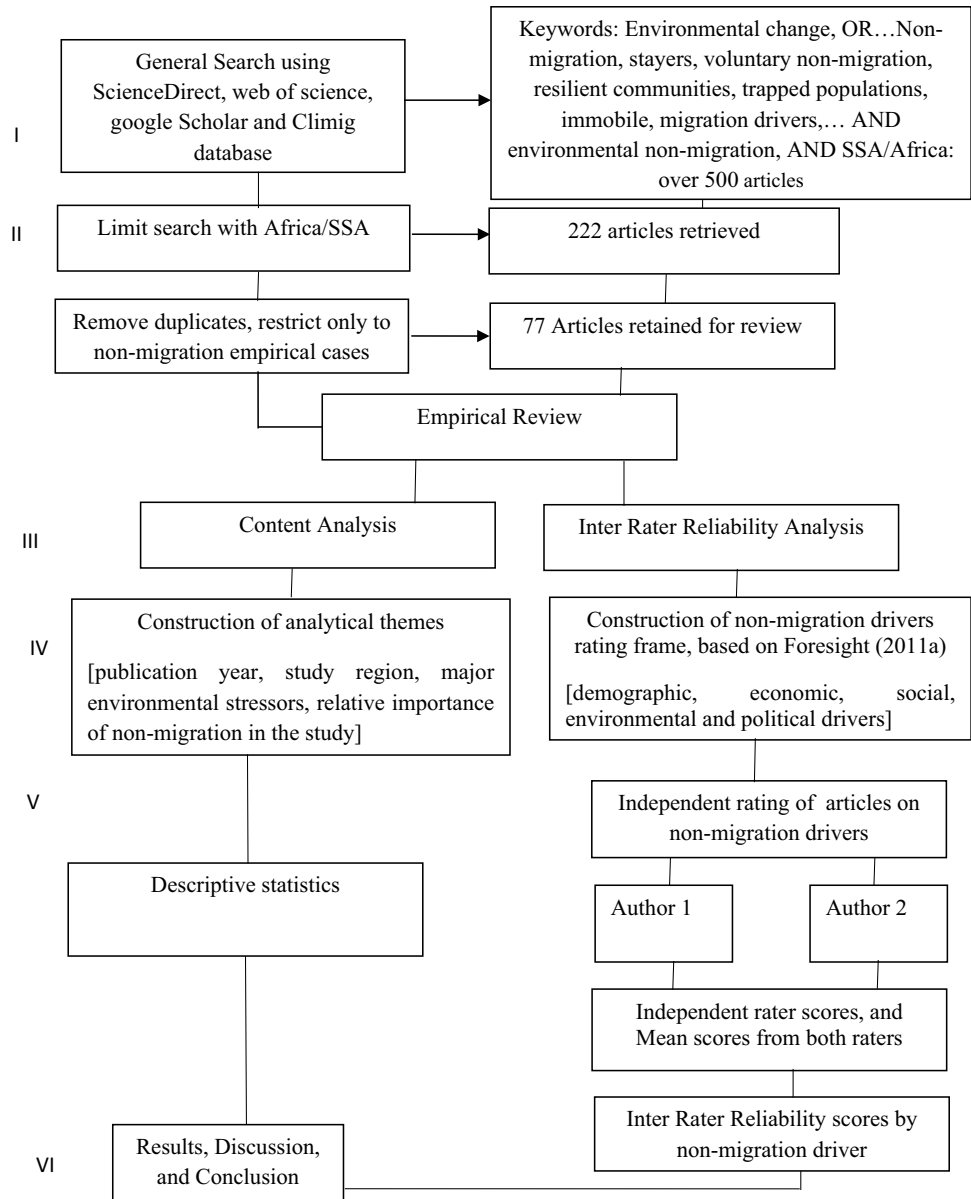 I
General Search using
ScienceDirect, web of science,
google Scholar and Climig
database
Keywords: Environmental change, OR…Non-
migration, stayers, voluntary non-migration,
resilient communities, trapped populations,
immobile, migration drivers,… AND
environmental non-migration, AND SSA/Africa:
over 500 articles
II
Limit search with Africa/SSA
222 articles retrieved
Remove duplicates, restrict only to
non-migration empirical cases
77 Articles retained for review
Empirical Review
III
Content Analysis
Inter Rater Reliability Analysis
IV
Construction of analytical themes
[publication year, study region, major
environmental stressors, relative importance
of non-migration in the study]
Construction of non-migration drivers
rating frame, based on Foresight (2011a)
[demographic, economic, social,
environmental and political drivers]
V
Independent rating of articles on
non-migration drivers
Descriptive statistics
Author 1
Author 2
Independent rater scores, and
Mean scores from both raters
Inter Rater Reliability scores by
non-migration driver
VI
Results, Discussion,
and Conclusion